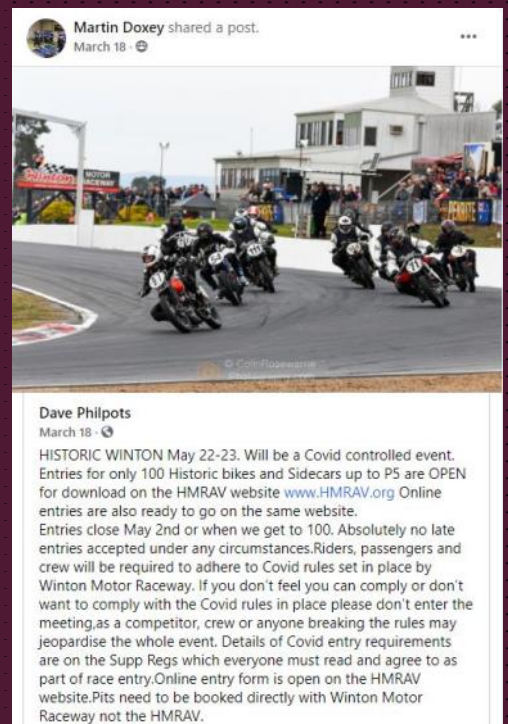 Martin Doxey shared a post.
March 18 ·
Winton MOTOR
RACEWAY
PENRITE
© ColinRosewarne
Dave Philpots
March 18 ·
HISTORIC WINTON May 22-23. Will be a Covid controlled event.
Entries for only 100 Historic bikes and Sidecars up to P5 are OPEN
for download on the HMRAV website www.HMRAV.org Online
entries are also ready to go on the same website.
Entries close May 2nd or when we get to 100. Absolutely no late
entries accepted under any circumstances.Riders, passengers and
crew will be required to adhere to Covid rules set in place by
Winton Motor Raceway. If you don't feel you can comply or don't
want to comply with the Covid rules in place please don't enter the
meeting,as a competitor, crew or anyone breaking the rules may
jeopardise the whole event. Details of Covid entry requirements
are on the Supp Regs which everyone must read and agree to as
part of race entry.Online entry form is open on the HMRAV
website.Pits need to be booked directly with Winton Motor
Raceway not the HMRAV.